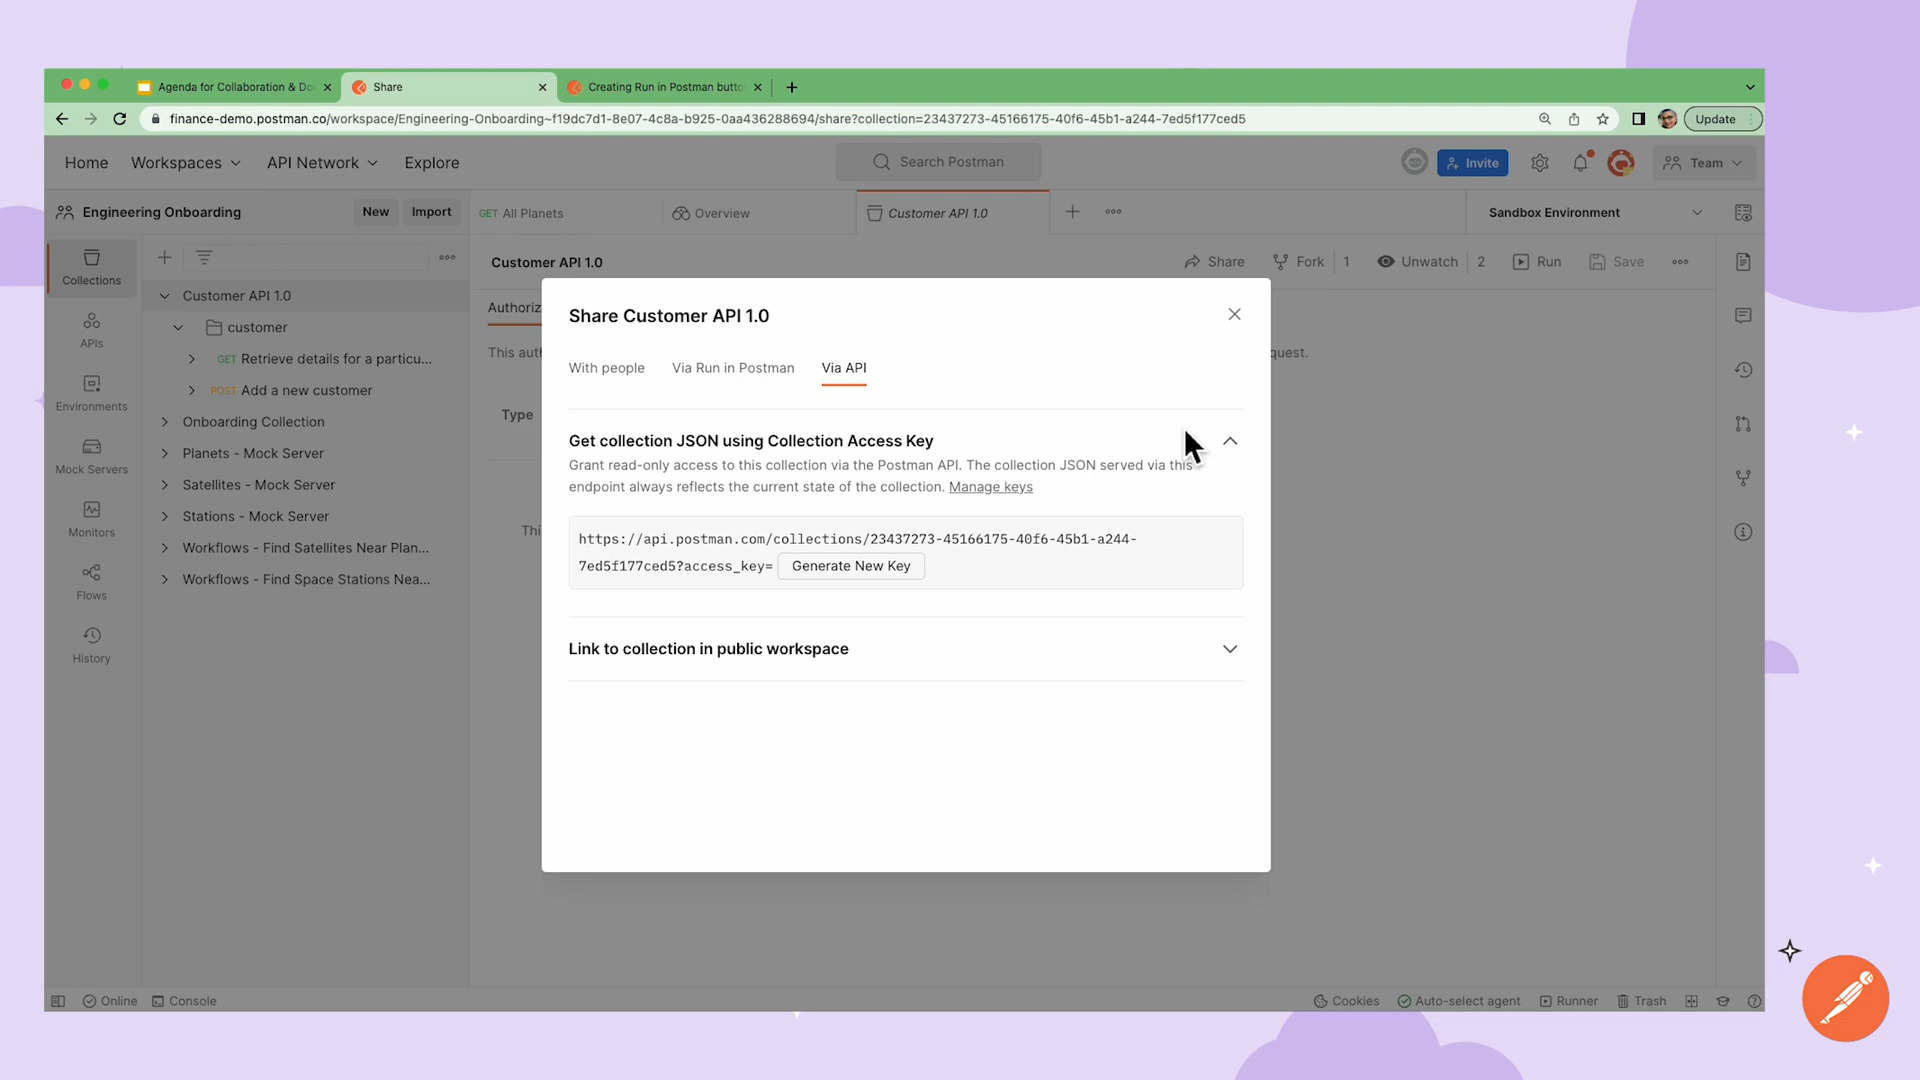 Agenda for Collaboration & Do
Share
Creating Run in Postman butto
finance-demo.postman.co/workspace/Engineering-Onboarding~f19dc7d1-8e07-4c8a-b925-0aa436288694/share?collection=23437273-45166175-40f6-45b1-a244-7ed5f177ced5
Update
Home
Workspaces
API Network
Explore
Search Postman
Invite
Team
Engineering Onboarding
New
Import
GET All Planets
Overview
Customer API 1.0
Sandbox Environment
Collections
APIs
Environments
Mock Servers
Monitors
Flows
History
Customer API 1.0
customer
GET Retrieve details for a particu...
POST Add a new customer
Onboarding Collection
Planets - Mock Server
Satellites - Mock Server
Stations - Mock Server
Workflows - Find Satellites Near Plan...
Workflows - Find Space Stations Nea...
Customer API 1.0
Share
Fork
1
Unwatch
2
Run
Save
Authoriz
This aut
quest.
Type
Thi
Share Customer API 1.0
With people
Via Run in Postman
Via API
Get collection JSON using Collection Access Key
Grant read-only access to this collection via the Postman API. The collection JSON served via this
endpoint always reflects the current state of the collection. Manage keys
https://api.postman.com/collections/23437273-45166175-40f6-45b1-a244-
7ed5f177ced5?access_key= Generate New Key
Link to collection in public workspace
Online
Console
Cookies
Auto-select agent
Runner
Trash